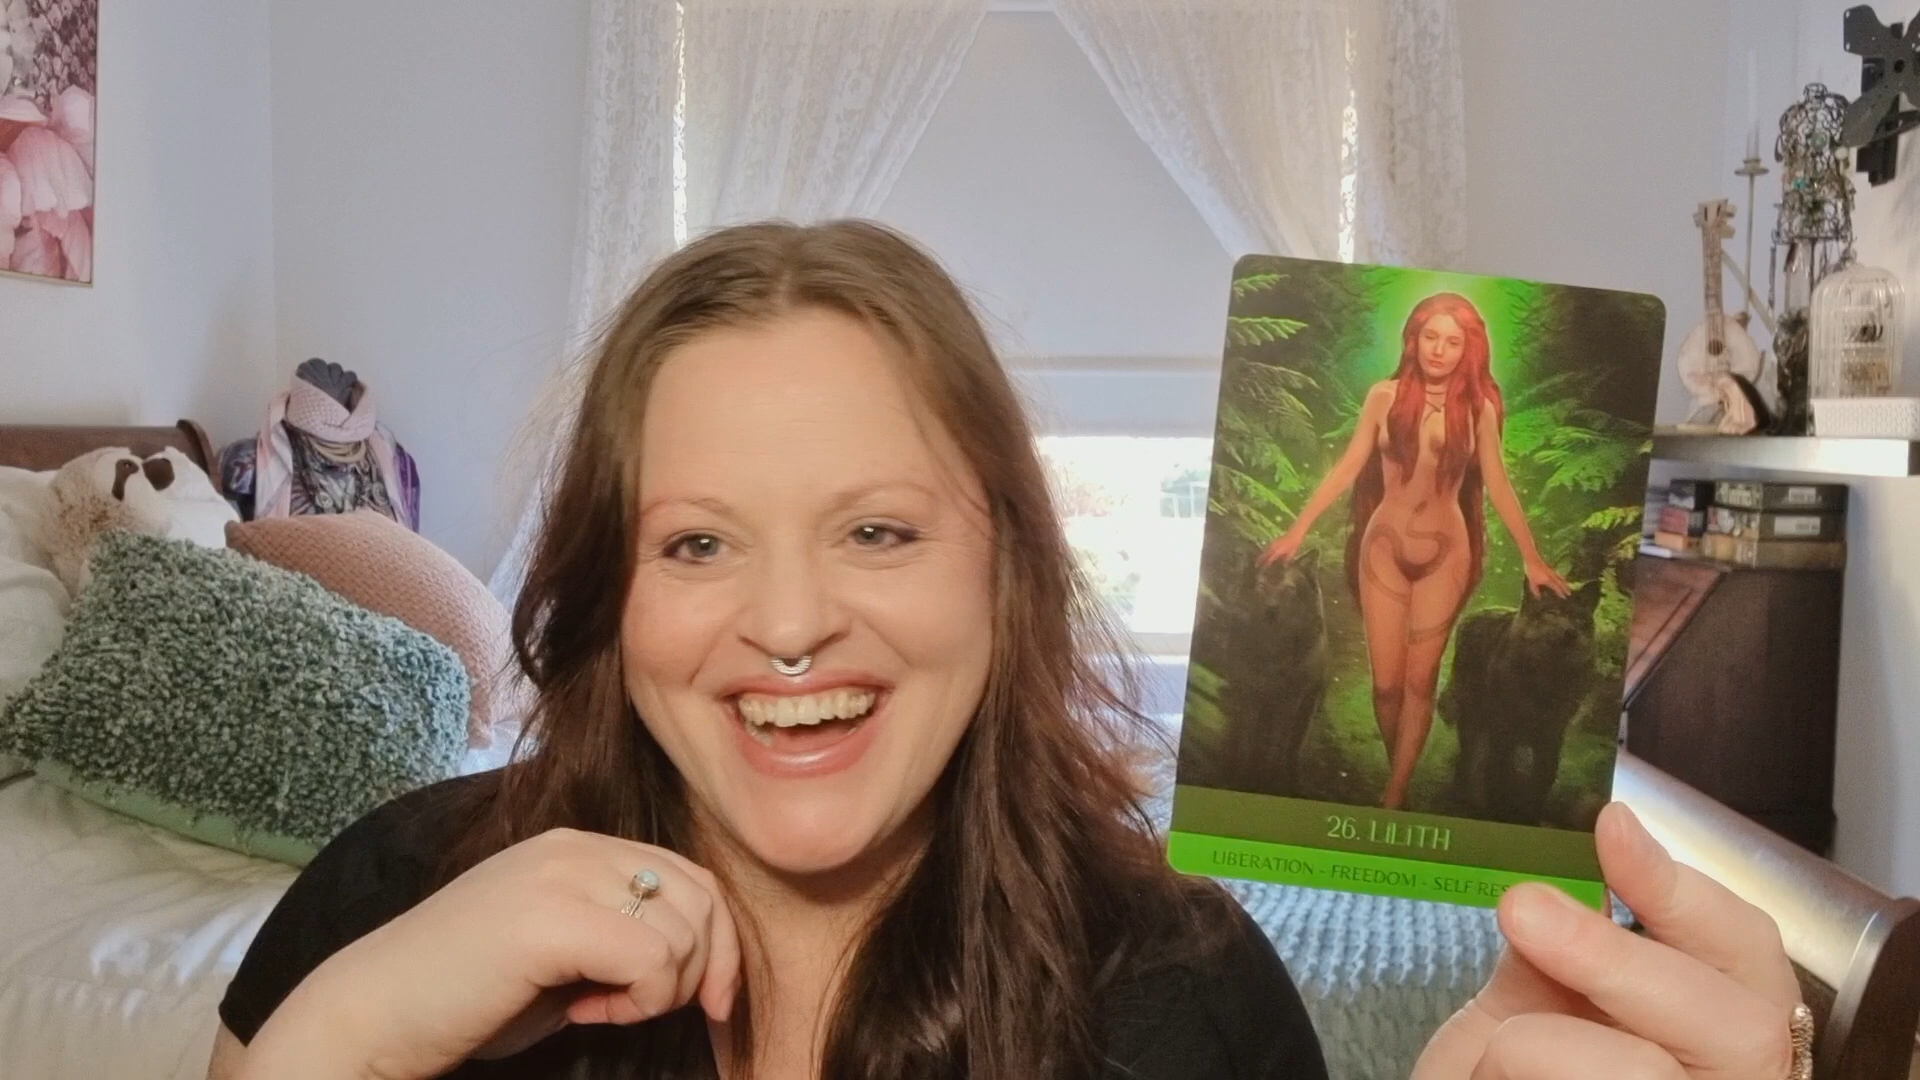 26. LILITH
LIBERATION - FREEDOM - SELF RES